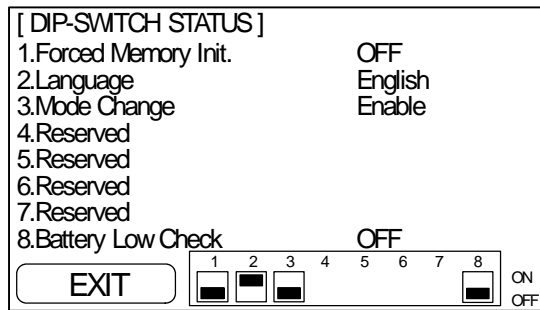 [ DIP-SWITCH STATUS ]
1.Forced Memory Init. OFF
2.Language English
3.Mode Change Enable
4.Reserved
5.Reserved
6.Reserved
7.Reserved
8.Battery Low Check OFF
1 2 3 4 5 6 7 8
EXIT ON
OFF